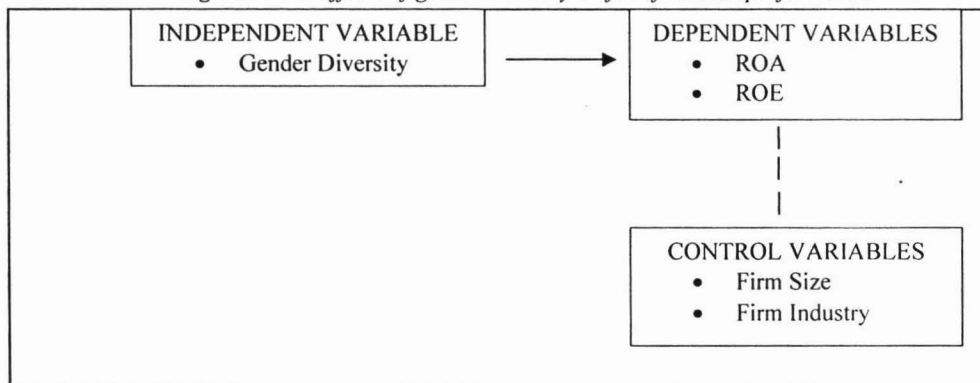 INDEPENDENT VARIABLE
• Gender Diversity
DEPENDENT VARIABLES
• ROA
• ROE
CONTROL VARIABLES
• Firm Size
• Firm Industry